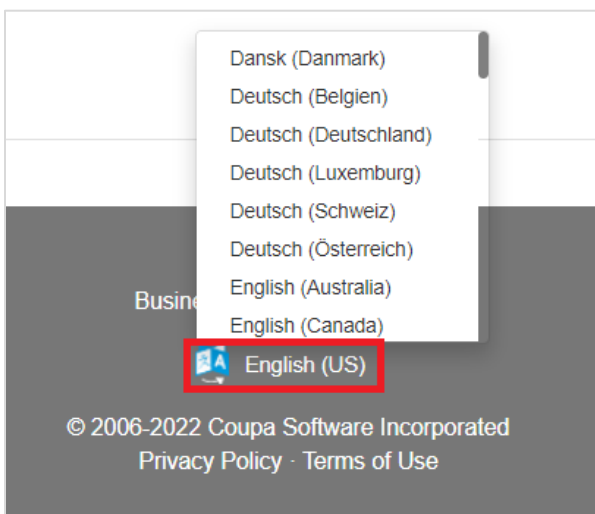 Dansk (Danmark)
Deutsch (Belgien)
Deutsch (Deutschland)
Deutsch (Luxemburg)
Deutsch (Schweiz)
Deutsch (Österreich)
English (Australia)
English (Canada)
English (US)
© 2006-2022 Coupa Software Incorporated
Privacy Policy · Terms of Use